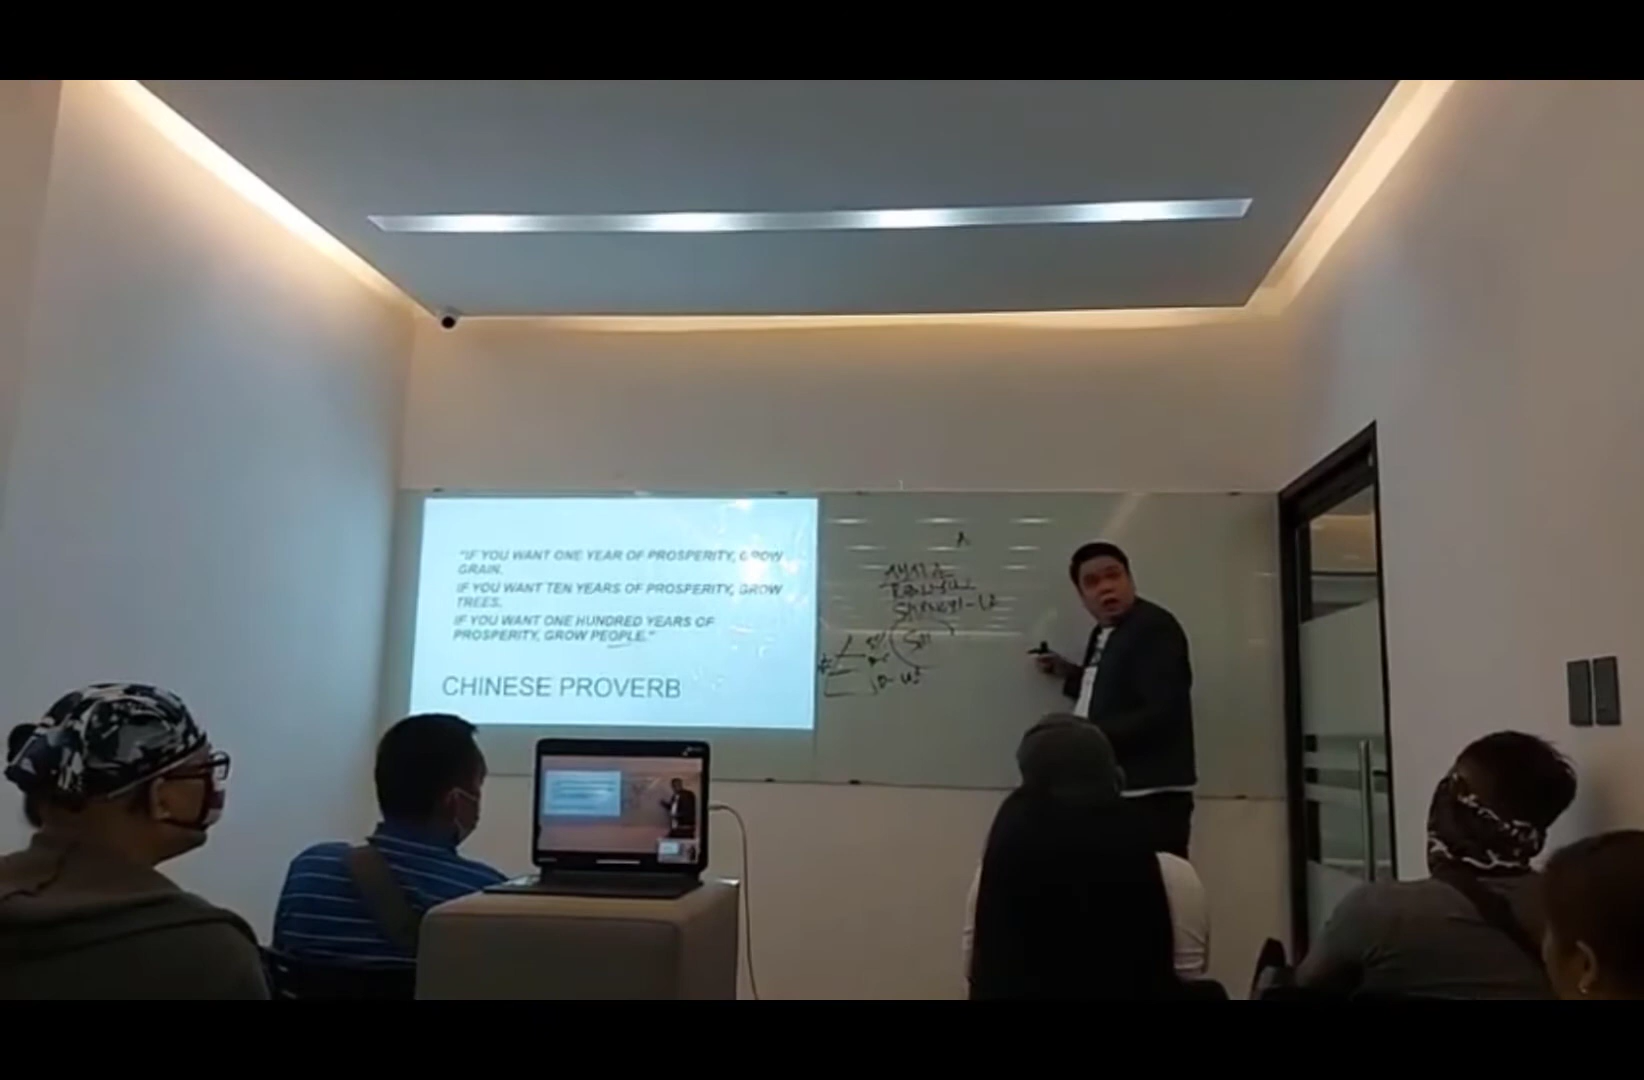 "IF YOU WANT ONE YEAR OF PROSPERITY, GROW
GRAIN.
IF YOU WANT TEN YEARS OF PROSPERITY, GROW
TREES.
IF YOU WANT ONE HUNDRED YEARS OF
PROSPERITY, GROW PEOPLE."
CHINESE PROVERB
A
AYALA